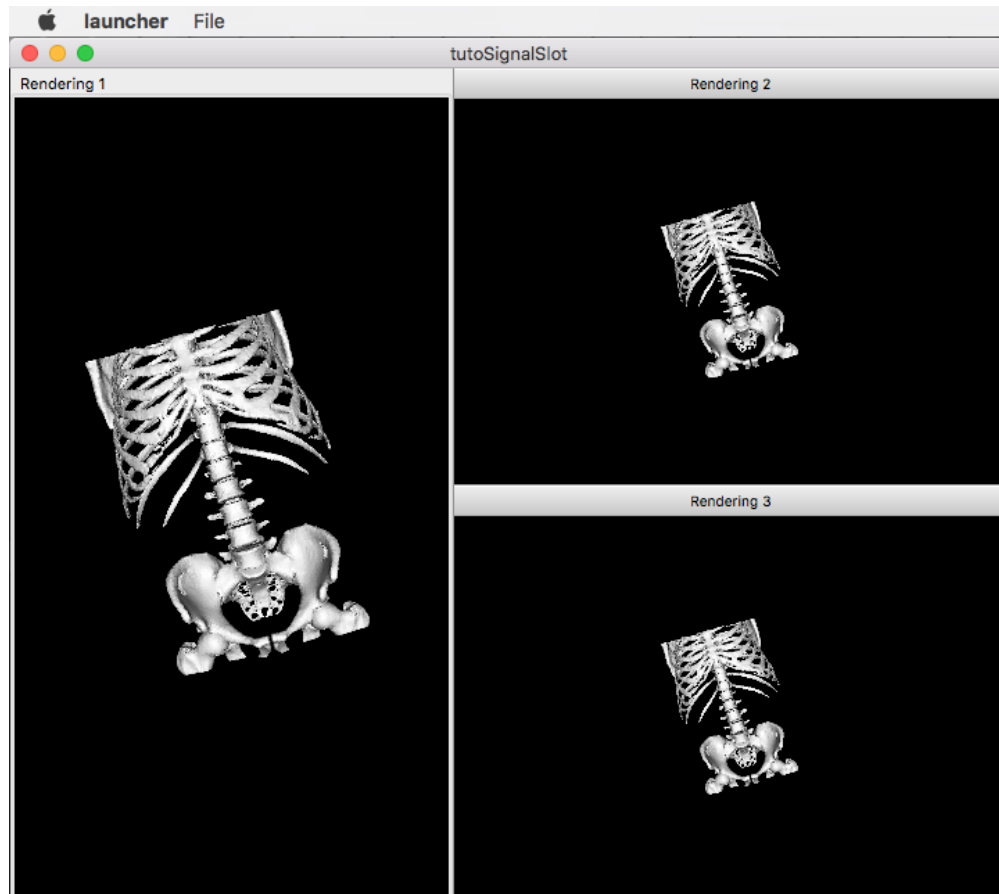 launcher File
tutoSignalSlot
Rendering 1
Rendering 2
Rendering 3